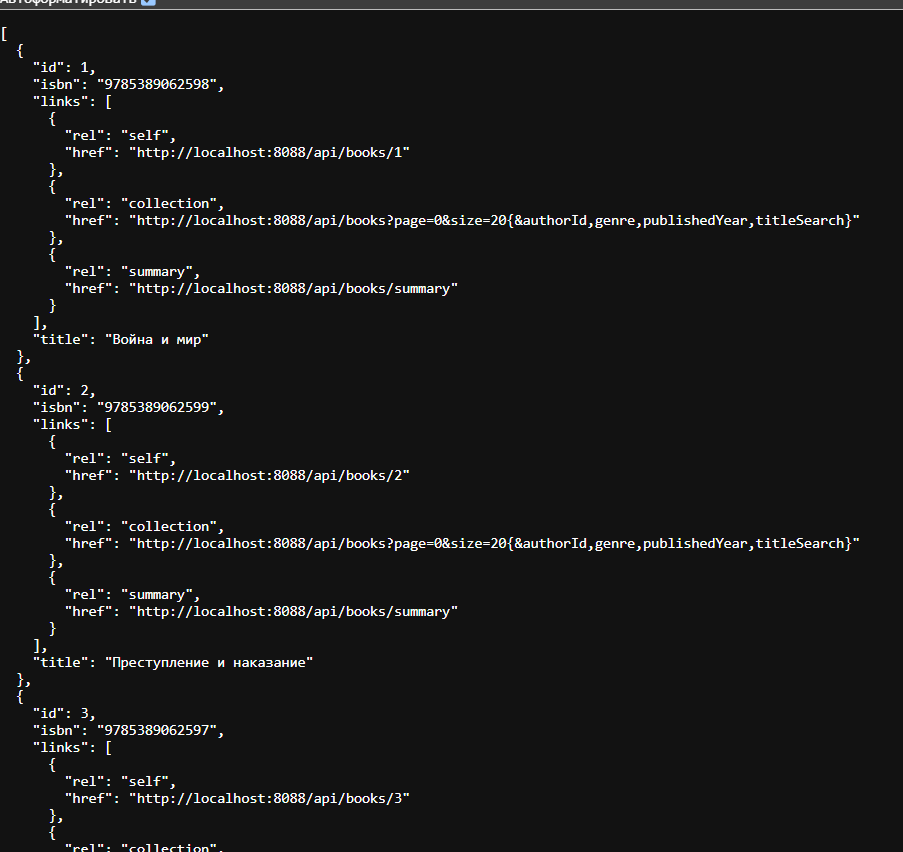 Автоформатировать
[
  {
    "id": 1,
    "isbn": "9785389062598",
    "links": [
      {
        "rel": "self",
        "href": "http://localhost:8088/api/books/1"
      },
      {
        "rel": "collection",
        "href": "http://localhost:8088/api/books?page=0&size=20{&authorId,genre,publishedYear,titleSearch}"
      },
      {
        "rel": "summary",
        "href": "http://localhost:8088/api/books/summary"
      }
    ],
    "title": "Война и мир"
  },
  {
    "id": 2,
    "isbn": "9785389062599",
    "links": [
      {
        "rel": "self",
        "href": "http://localhost:8088/api/books/2"
      },
      {
        "rel": "collection",
        "href": "http://localhost:8088/api/books?page=0&size=20{&authorId,genre,publishedYear,titleSearch}"
      },
      {
        "rel": "summary",
        "href": "http://localhost:8088/api/books/summary"
      }
    ],
    "title": "Преступление и наказание"
  },
  {
    "id": 3,
    "isbn": "9785389062597",
    "links": [
      {
        "rel": "self",
        "href": "http://localhost:8088/api/books/3"
      },
      {
        "rel": "collection",